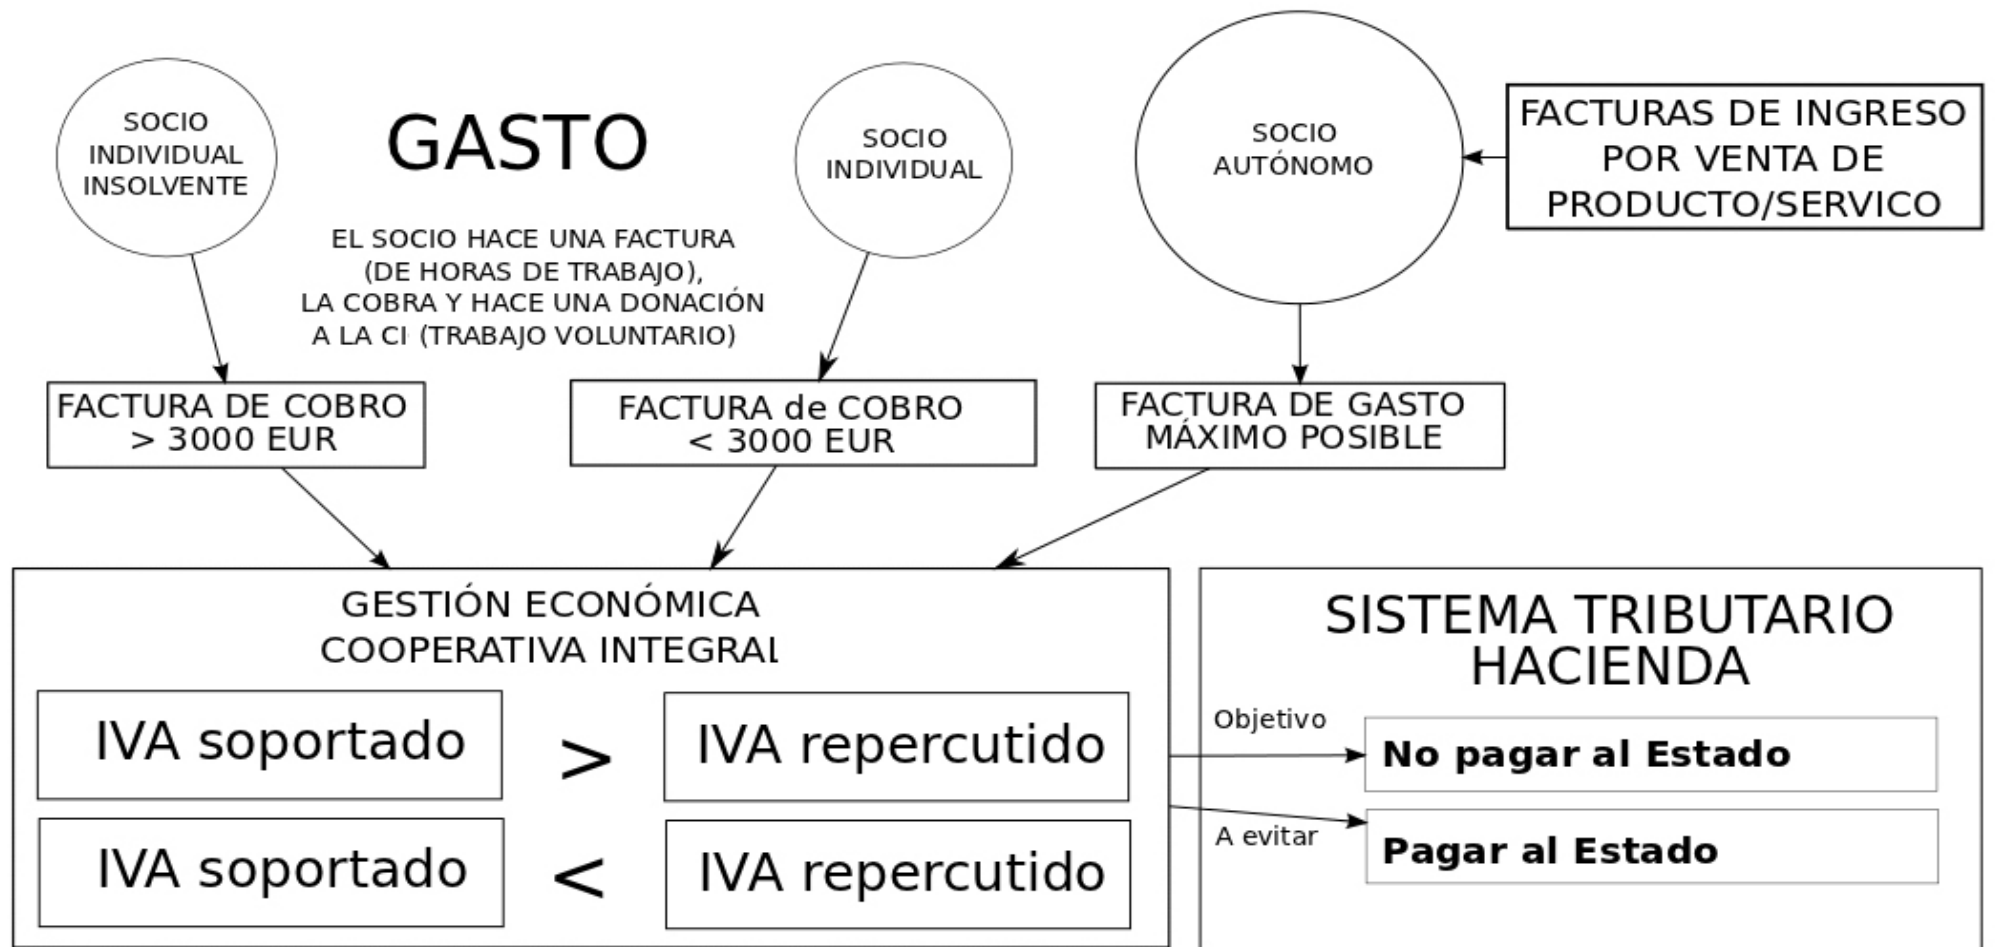 SOCIO
INDIVIDUAL
INSOLVENTE
GASTO
EL SOCIO HACE UNA FACTURA
(DE HORAS DE TRABAJO),
LA COBRA Y HACE UNA DONACIÓN
A LA CI (TRABAJO VOLUNTARIO)
SOCIO
INDIVIDUAL
SOCIO
AUTÓNOMO
FACTURAS DE INGRESO
POR VENTA DE
PRODUCTO/SERVICO
FACTURA DE COBRO
> 3000 EUR
FACTURA de COBRO
< 3000 EUR
FACTURA DE GASTO
MÁXIMO POSIBLE
GESTIÓN ECONÓMICA
COOPERATIVA INTEGRAL
IVA soportado > IVA repercutido
IVA soportado < IVA repercutido
SISTEMA TRIBUTARIO
HACIENDA
Objetivo
No pagar al Estado
A evitar
Pagar al Estado